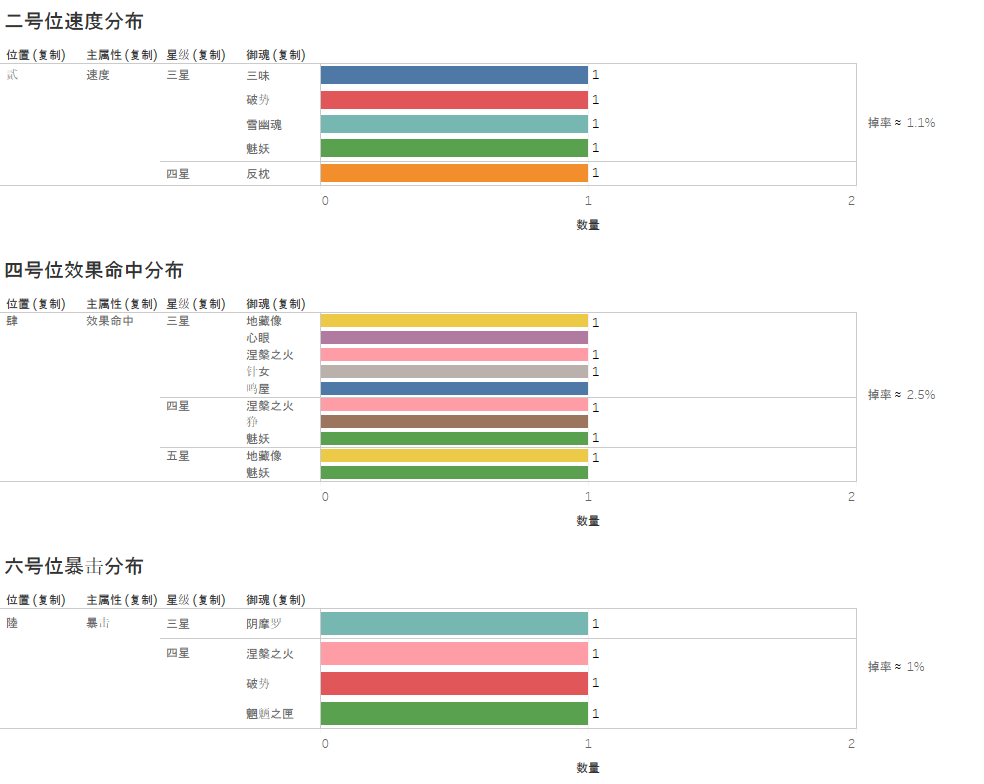 二号位速度分布
位置 (复制) 主属性 (复制) 星级 (复制) 御魂 (复制)
贰 速度 三星 三味 1
破势 1
掉率 ≈ 1.1%
雪幽魂 1
魅妖 1
四星 反枕 1
0 1 2
数量
四号位效果命中分布
位置 (复制) 主属性 (复制) 星级 (复制) 御魂 (复制)
肆 效果命中 三星 地藏像 1
心眼
涅槃之火 1
针女 1
鸣屋
掉率 ≈ 2.5%
四星 涅槃之火 1
狰
魅妖 1
五星 地藏像 1
魅妖
0 1 2
数量
六号位暴击分布
位置 (复制) 主属性 (复制) 星级 (复制) 御魂 (复制)
陸 暴击 三星 阴摩罗 1
四星 涅槃之火 1
掉率 ≈ 1%
破势 1
魍魉之匣 1
0 1 2
数量